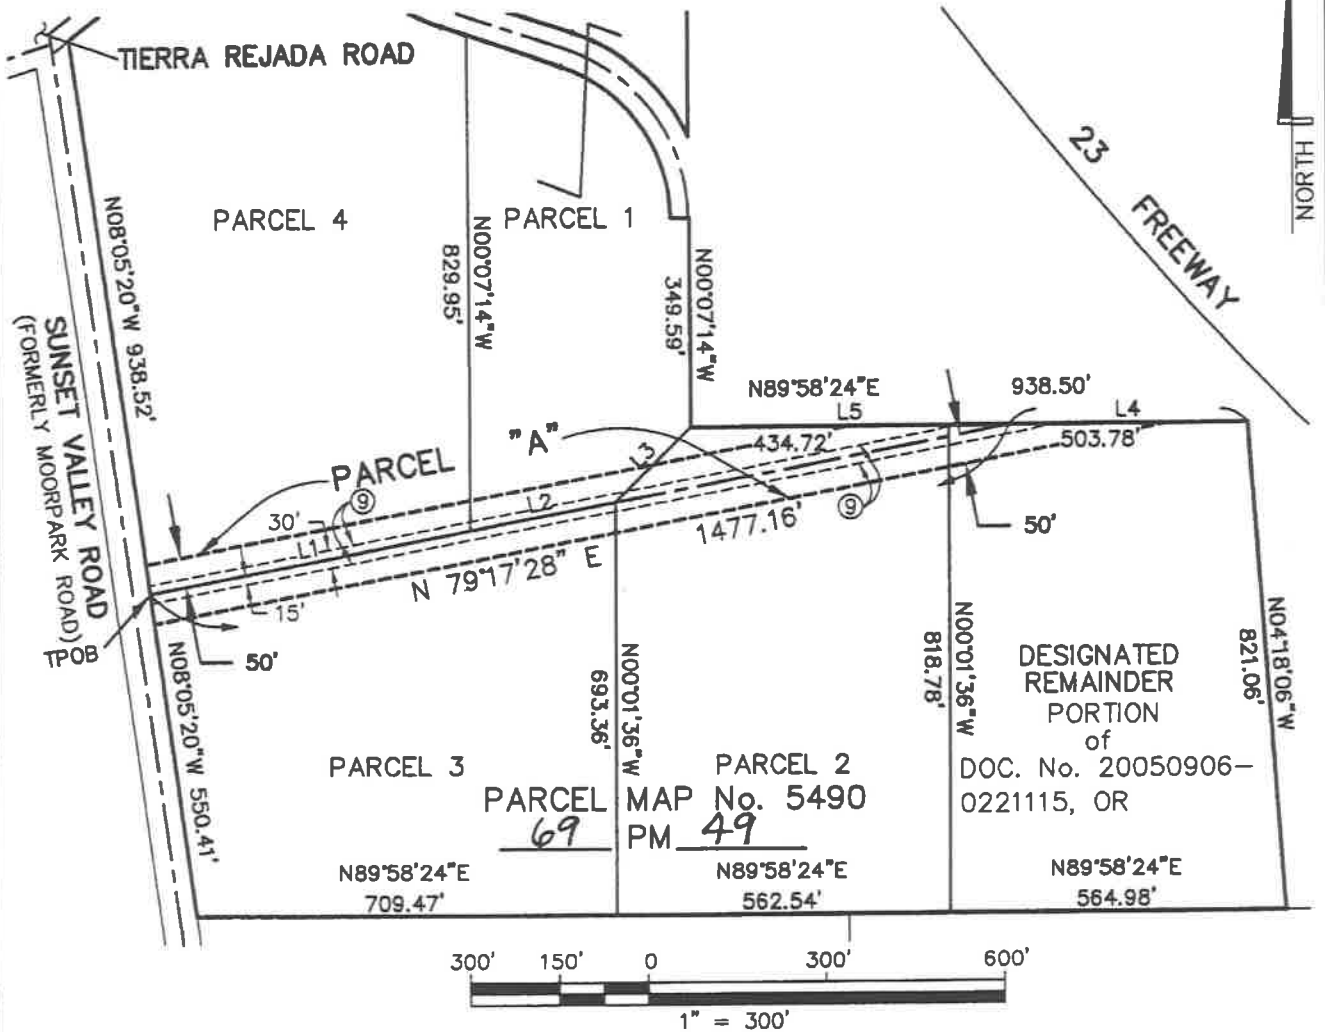 TIERRA REJADA ROAD
23 FREEWAY
NORTH
PARCEL 4
PARCEL 1
N08°05'20"W 938.52'
N00°07'14"W
829.95'
N00°07'14"W
349.59'
SUNSET VALLEY ROAD
(FORMERLY MOORPARK ROAD)
N89°58'24"E
938.50'
L5
L4
434.72'
503.78'
PARCEL "A"
L3
9
L2
30'
L1
15'
1477.16'
9
50'
N 79°17'28" E
TPOB
50'
N08°05'20"W 550.41'
N00°01'36"W
693.36'
N00°01'36"W
818.78'
N04°18'06"W
821.06'
DESIGNATED
REMAINDER
PORTION
of
DOC. No. 20050906-
0221115, OR
PARCEL 3
PARCEL 2
PARCEL MAP No. 5490
69 PM 49
N89°58'24"E
709.47'
N89°58'24"E
562.54'
N89°58'24"E
564.98'
300' 150' 0 300' 600'
1" = 300'